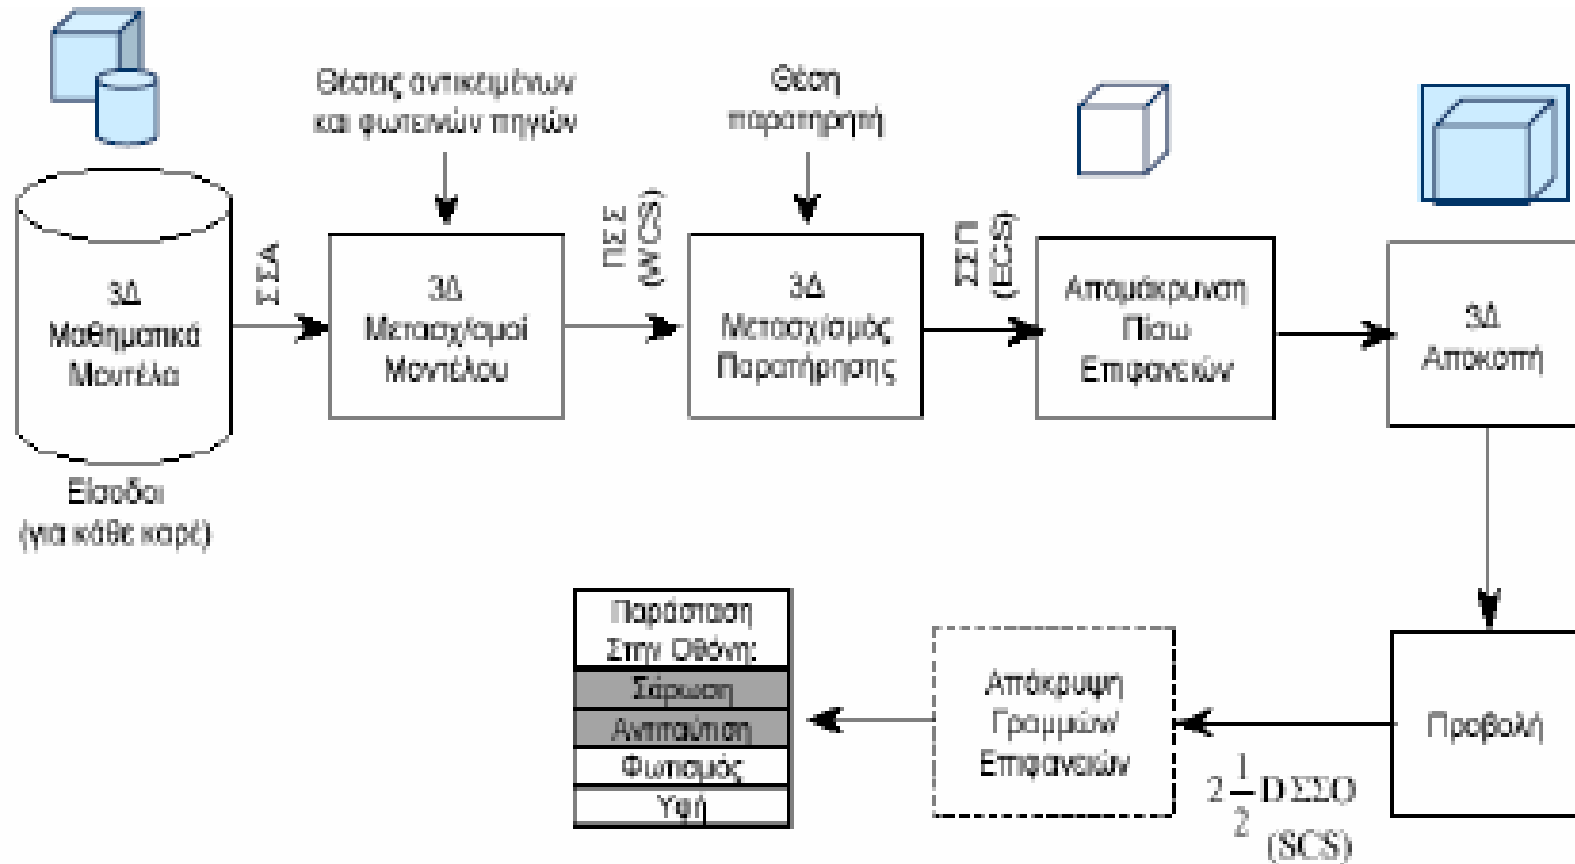 Θέσεις αντικειμένων
και φωτεινών πηγών
Θέση
παρατηρητή
3Δ
Μαθηματικά
Μοντέλα
ΣΣΑ
3Δ
Μετασχ/σμοί
Μοντέλου
ΠΣΣ
(WCS)
3Δ
Μετασχ/σμός
Παρατήρησης
ΣΣΠ
(ECS)
Απομάκρυνση
Πίσω
Επιφανειών
3Δ
Αποκοπή
Είσοδοι
(για κάθε καρέ)
Παράσταση
Στην Οθόνη:
Σάρωση
Αντιταύτιση
Φωτισμός
Υφή
Απόκρυψη
Γραμμών/
Επιφανειών
Προβολή
2 1/2 D ΣΣΟ
(SCS)